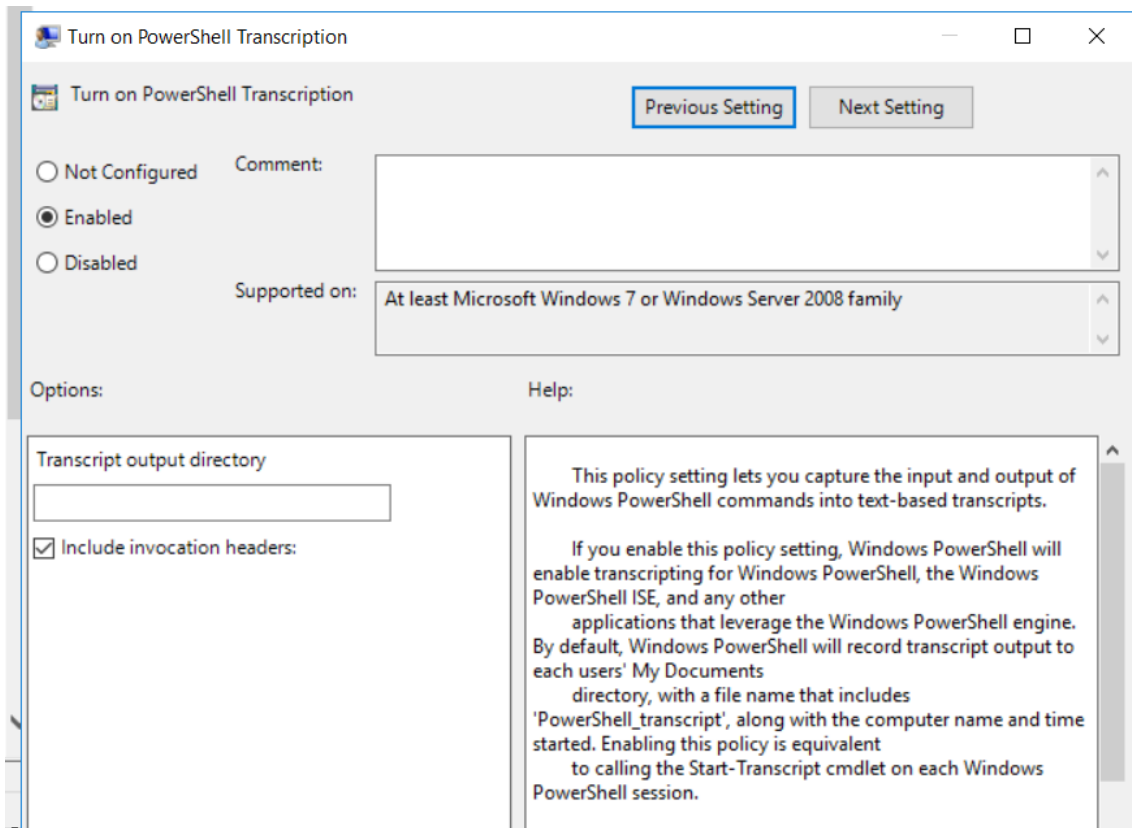 Turn on PowerShell Transcription
Turn on PowerShell Transcription
Previous Setting
Next Setting
Not Configured
Comment:
Enabled
Disabled
Supported on:
At least Microsoft Windows 7 or Windows Server 2008 family
Options:
Help:
Transcript output directory
Include invocation headers:
This policy setting lets you capture the input and output of
Windows PowerShell commands into text-based transcripts.
If you enable this policy setting, Windows PowerShell will
enable transcripting for Windows PowerShell, the Windows
PowerShell ISE, and any other
applications that leverage the Windows PowerShell engine.
By default, Windows PowerShell will record transcript output to
each users' My Documents
directory, with a file name that includes
'PowerShell_transcript', along with the computer name and time
started. Enabling this policy is equivalent
to calling the Start-Transcript cmdlet on each Windows
PowerShell session.